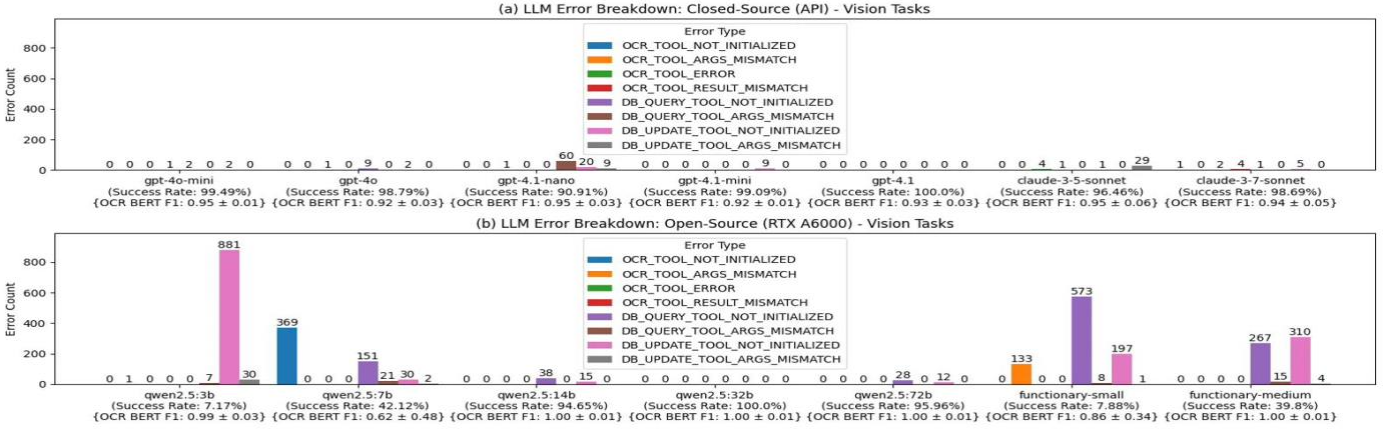 (a) LLM Error Breakdown: Closed-Source (API) - Vision Tasks
Error Count
800
600
400
200
0
Error Type
OCR_TOOL_NOT_INITIALIZED
OCR_TOOL_ARGS_MISMATCH
OCR_TOOL_ERROR
OCR_TOOL_RESULT_MISMATCH
DB_QUERY_TOOL_NOT_INITIALIZED
DB_QUERY_TOOL_ARGS_MISMATCH
DB_UPDATE_TOOL_NOT_INITIALIZED
DB_UPDATE_TOOL_ARGS_MISMATCH
0 0 0 1 2 0 2 0 0 0 1 0 9 0 2 0 0 0 1 0 0 60 20 9 0 0 0 0 0 0 9 0 0 0 0 0 0 0 0 0 0 0 4 1 0 1 0 29 1 0 2 4 1 0 5 0
gpt-4o-mini gpt-4o gpt-4.1-nano gpt-4.1-mini gpt-4.1 claude-3-5-sonnet claude-3-7-sonnet
(Success Rate: 99.49%) (Success Rate: 98.79%) (Success Rate: 90.91%) (Success Rate: 99.09%) (Success Rate: 100.0%) (Success Rate: 96.46%) (Success Rate: 98.69%)
{OCR BERT F1: 0.95 ± 0.01} {OCR BERT F1: 0.92 ± 0.03} {OCR BERT F1: 0.95 ± 0.03} {OCR BERT F1: 0.92 ± 0.01} {OCR BERT F1: 0.93 ± 0.03} {OCR BERT F1: 0.95 ± 0.06} {OCR BERT F1: 0.94 ± 0.05}
(b) LLM Error Breakdown: Open-Source (RTX A6000) - Vision Tasks
Error Count
800
600
400
200
0
Error Type
OCR_TOOL_NOT_INITIALIZED
OCR_TOOL_ARGS_MISMATCH
OCR_TOOL_ERROR
OCR_TOOL_RESULT_MISMATCH
DB_QUERY_TOOL_NOT_INITIALIZED
DB_QUERY_TOOL_ARGS_MISMATCH
DB_UPDATE_TOOL_NOT_INITIALIZED
DB_UPDATE_TOOL_ARGS_MISMATCH
0 1 0 0 0 7 881 30 369 0 0 0 151 21 30 2 0 0 0 0 38 0 15 0 0 0 0 0 0 0 0 0 0 0 0 0 28 0 12 0 0 133 0 0 573 8 197 1 0 0 0 0 267 15 310 4
qwen2.5:3b qwen2.5:7b qwen2.5:14b qwen2.5:32b qwen2.5:72b functionary-small functionary-medium
(Success Rate: 7.17%) (Success Rate: 42.12%) (Success Rate: 94.65%) (Success Rate: 100.0%) (Success Rate: 95.96%) (Success Rate: 7.88%) (Success Rate: 39.8%)
{OCR BERT F1: 0.99 ± 0.03} {OCR BERT F1: 0.62 ± 0.48} {OCR BERT F1: 1.00 ± 0.01} {OCR BERT F1: 1.00 ± 0.01} {OCR BERT F1: 1.00 ± 0.01} {OCR BERT F1: 0.86 ± 0.34} {OCR BERT F1: 1.00 ± 0.01}